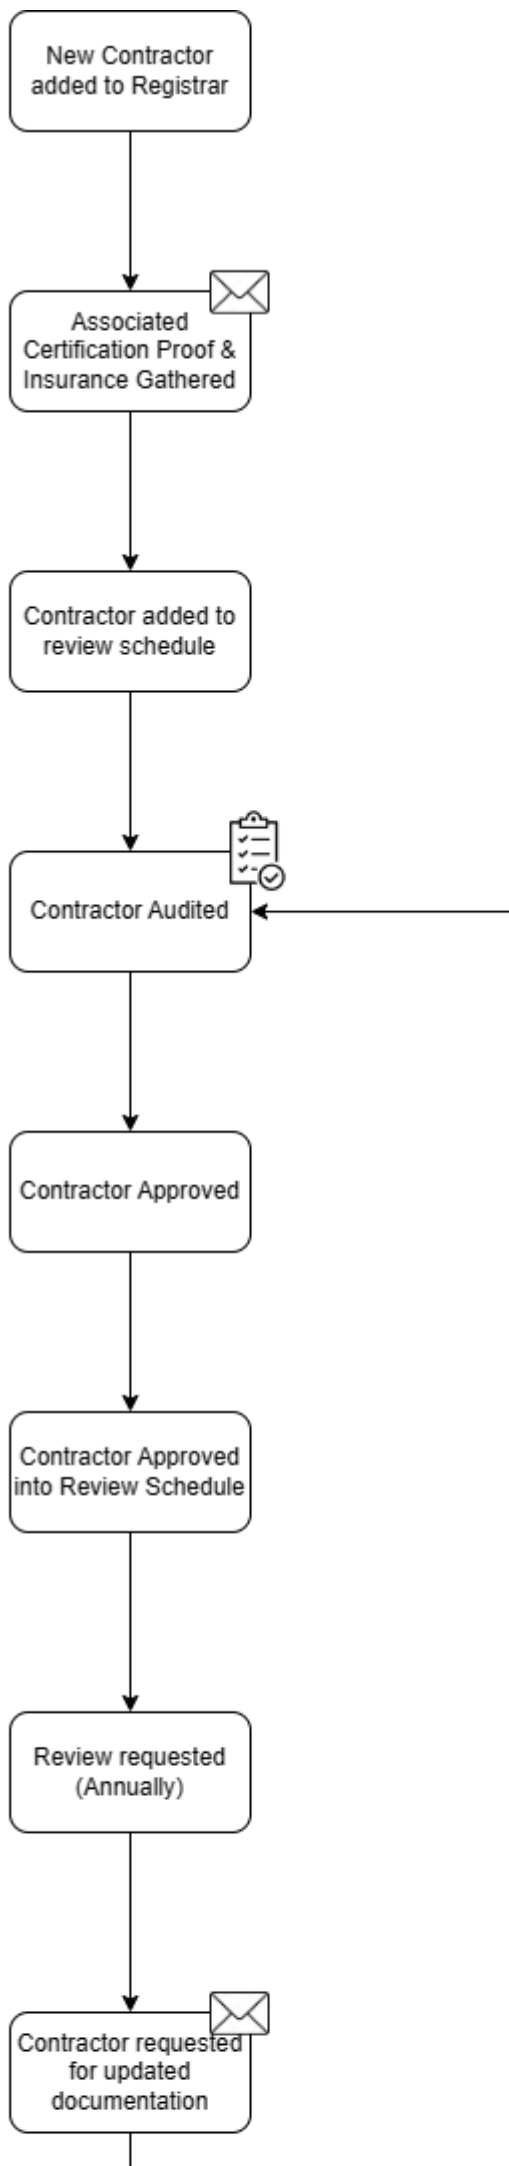 New Contractor
added to Registrar
Associated
Certification Proof &
Insurance Gathered
Contractor added to
review schedule
Contractor Audited
Contractor Approved
Contractor Approved
into Review Schedule
Review requested
(Annually)
Contractor requested
for updated
documentation